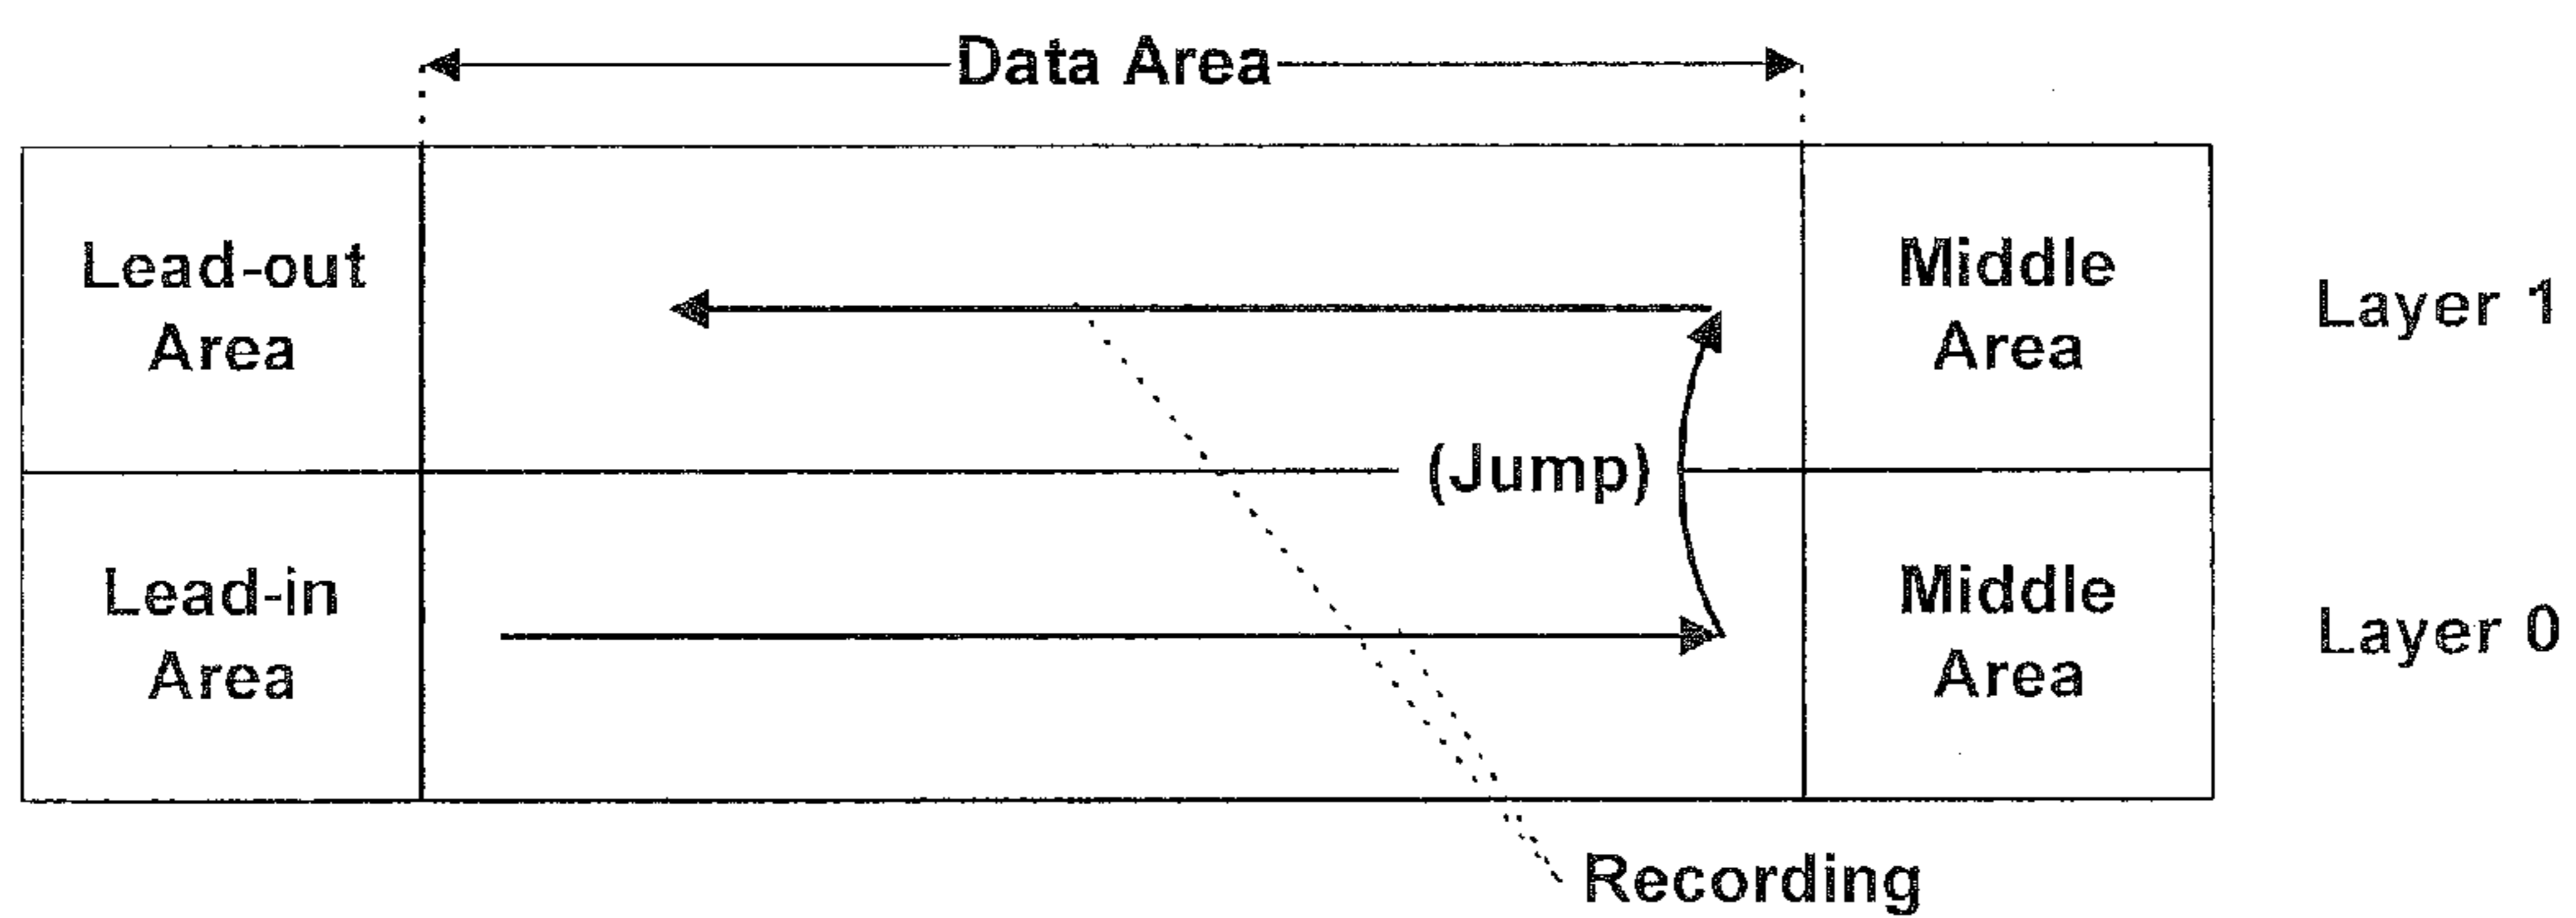 Data Area
Lead-out
Area
Middle
Area
Layer 1
(Jump)
Lead-in
Area
Middle
Area
Layer 0
Recording